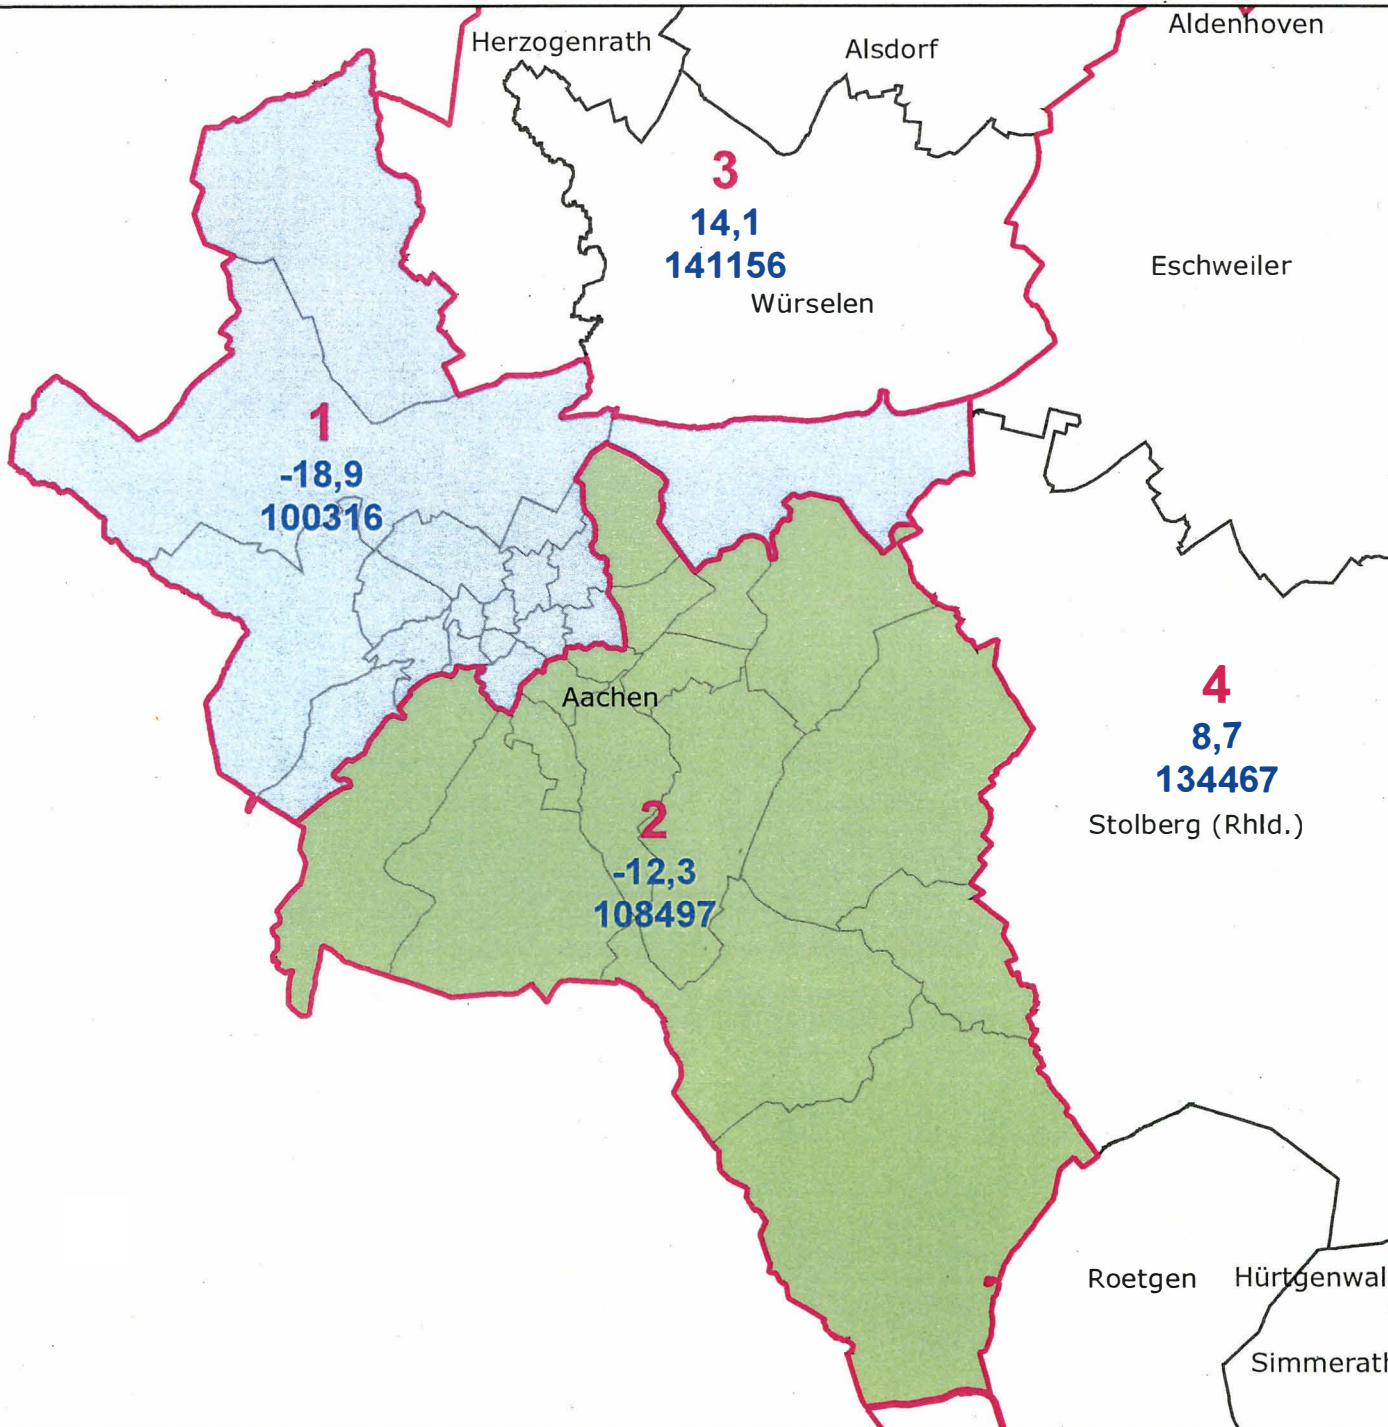 Aldenhoven
Herzogenrath
Alsdorf
3
14,1
141156
Würselen
Eschweiler
1
-18,9
100316
Aachen
4
8,7
134467
Stolberg (Rhld.)
2
-12,3
108497
Roetgen
Hürtgenwal
Simmerath